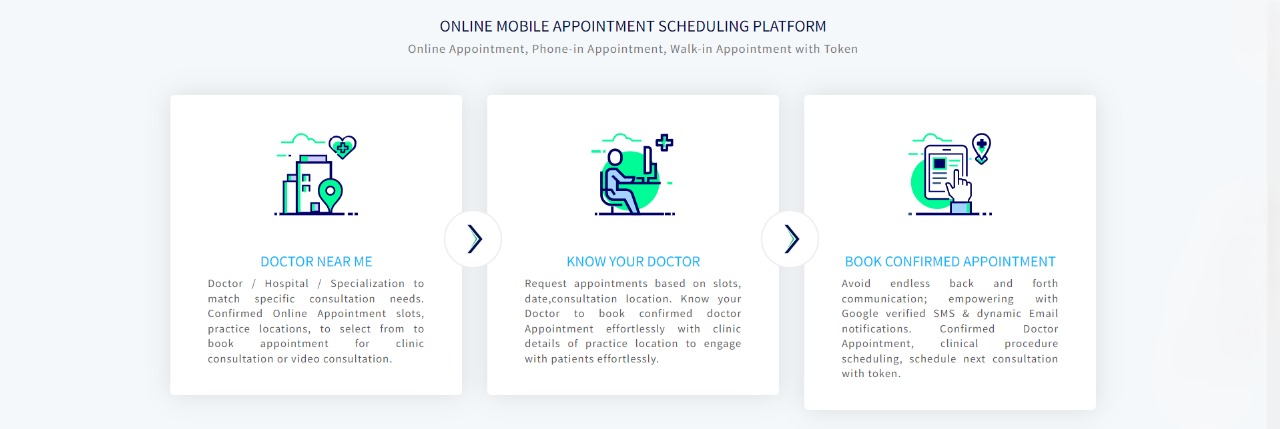 ONLINE MOBILE APPOINTMENT SCHEDULING PLATFORM
Online Appointment, Phone-in Appointment, Walk-in Appointment with Token
DOCTOR NEAR ME
Doctor / Hospital / Specialization to
match specific consultation needs.
Confirmed Online Appointment slots,
practice locations, to select from to
book appointment for clinic
consultation or video consultation.
KNOW YOUR DOCTOR
Request appointments based on slots,
date,consultation location. Know your
Doctor to book confirmed doctor
Appointment effortlessly with clinic
details of practice location to engage
with patients effortlessly.
BOOK CONFIRMED APPOINTMENT
Avoid endless back and forth
communication; empowering with
Google verified SMS & dynamic Email
notifications. Confirmed Doctor
Appointment, clinical procedure
scheduling, schedule next consultation
with token.